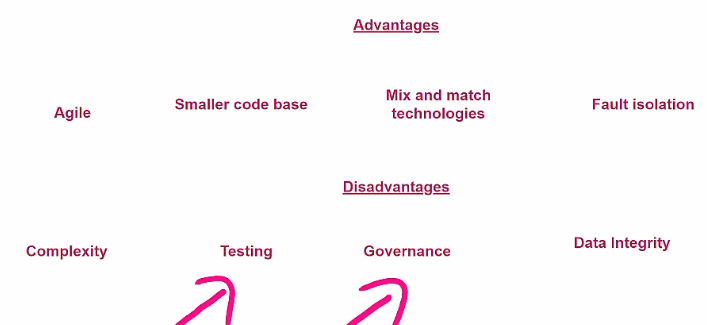 Advantages
Agile
Smaller code base
Mix and match
technologies
Fault isolation
Disadvantages
Complexity
Testing
Governance
Data Integrity